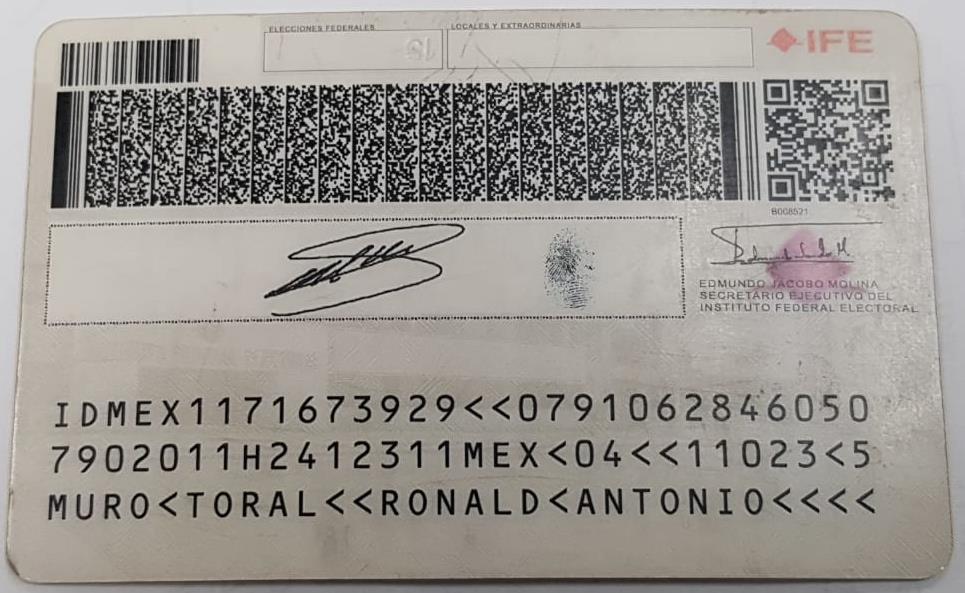 ELECCIONES FEDERALES
LOCALES Y EXTRAORDINARIAS
15
IFE
B008521
EDMUNDO JACOBO MOLINA
SECRETARIO EJECUTIVO DEL
INSTITUTO FEDERAL ELECTORAL
IDMEX1171673929<<0791062846050
7902011H2412311MEX<04<<11023<5
MURO<TORAL<<RONALD<ANTONIO<<<<